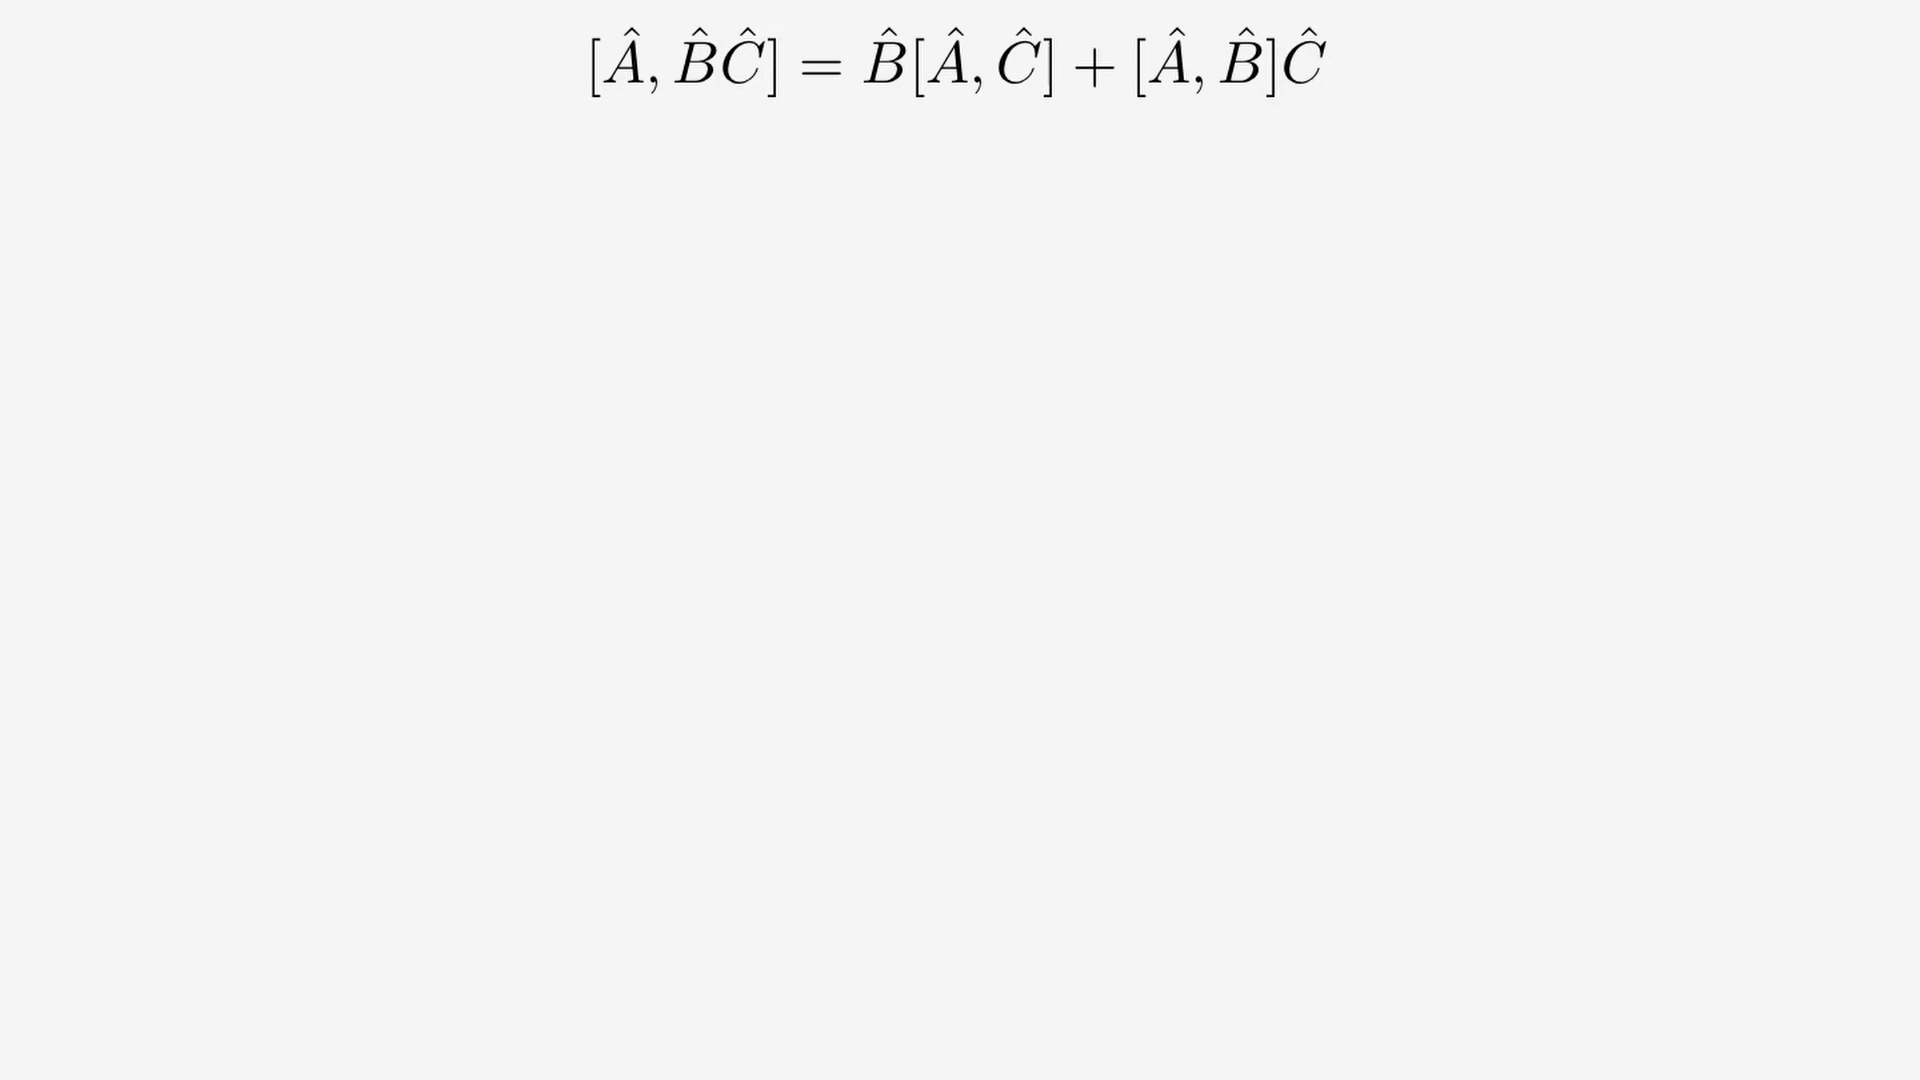 [Â, B̂Ĉ] = B̂[Â, Ĉ] + [Â, B̂]Ĉ